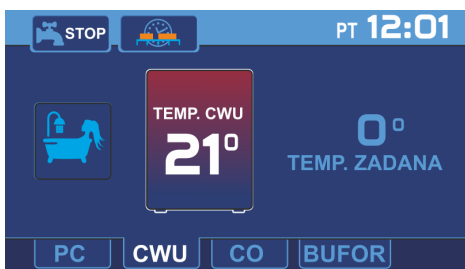 STOP
PT 12:01
TEMP. CWU
21°
0°
TEMP. ZADANA
PC CWU CO BUFOR